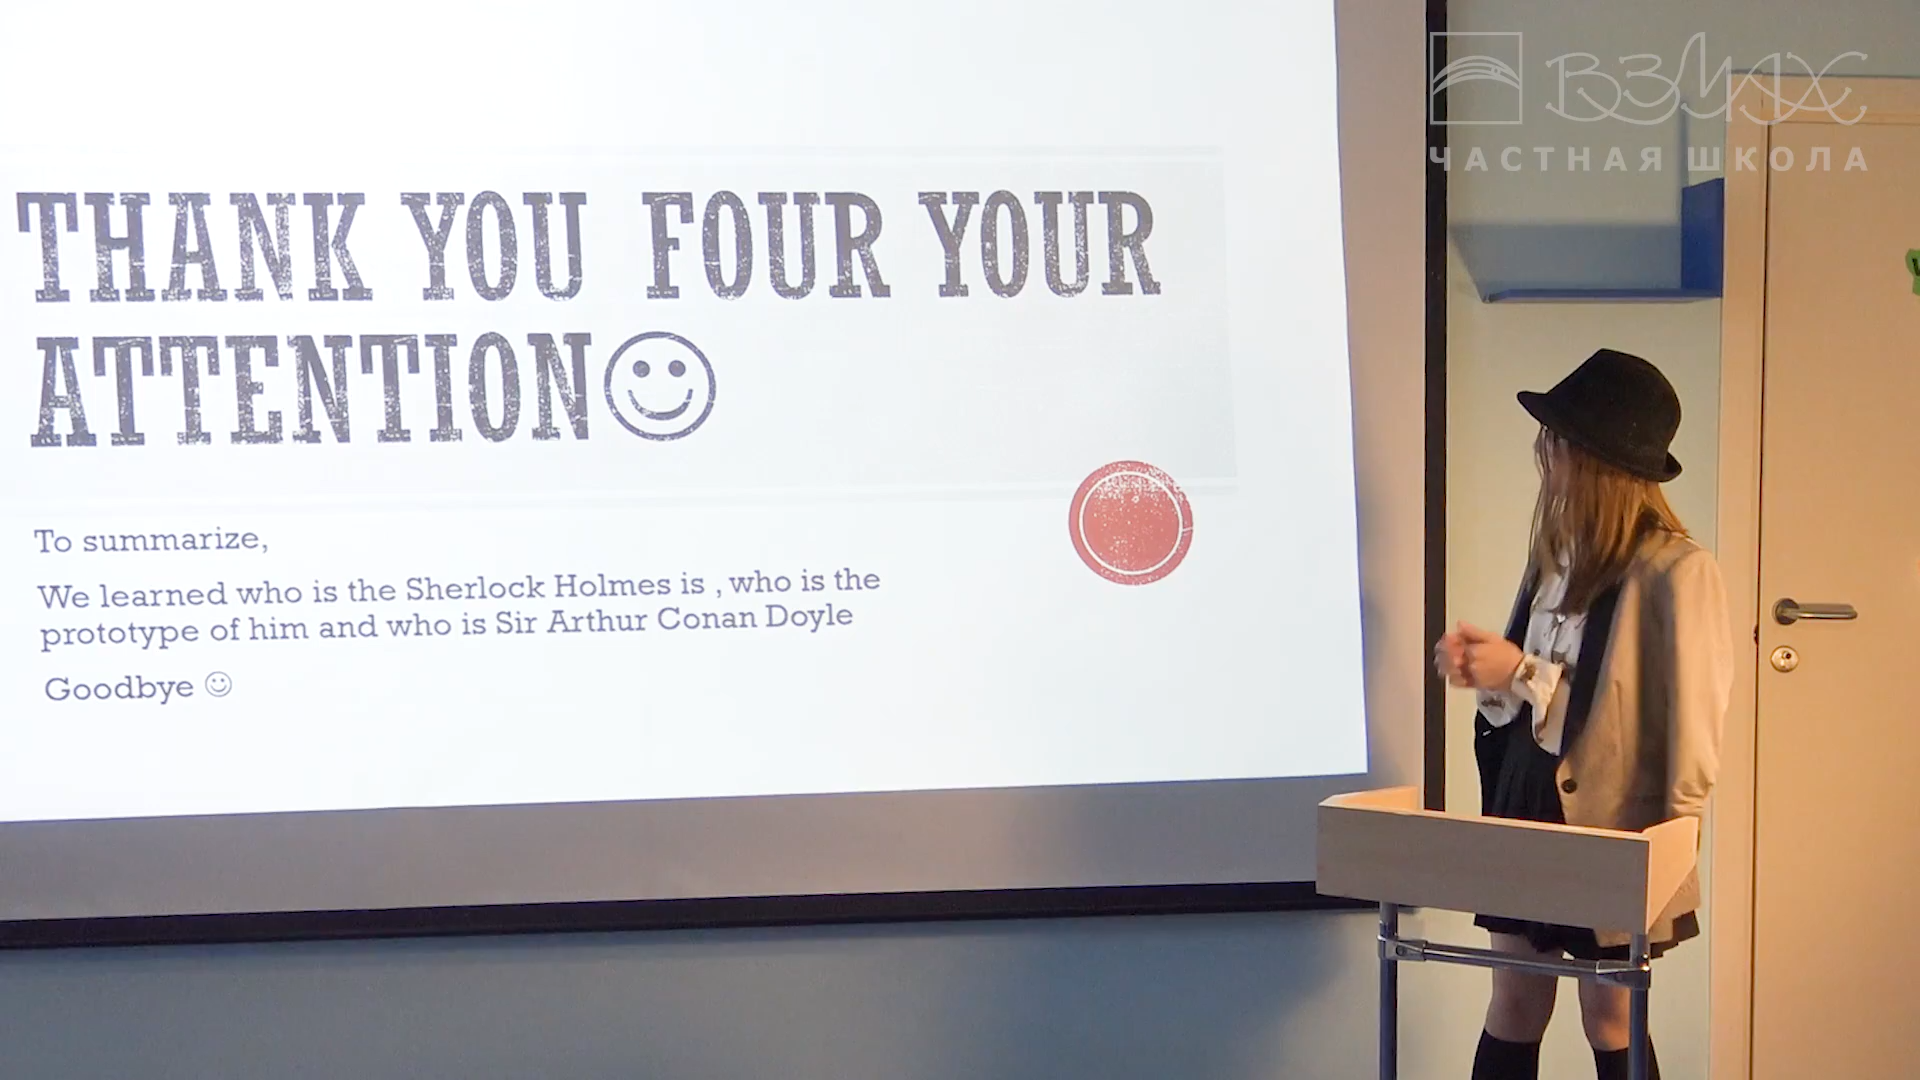 ВЗМАХ
ЧАСТНАЯ ШКОЛА
THANK YOU FOUR YOUR
ATTENTION☺
To summarize,
We learned who is the Sherlock Holmes is , who is the
prototype of him and who is Sir Arthur Conan Doyle
Goodbye ☺